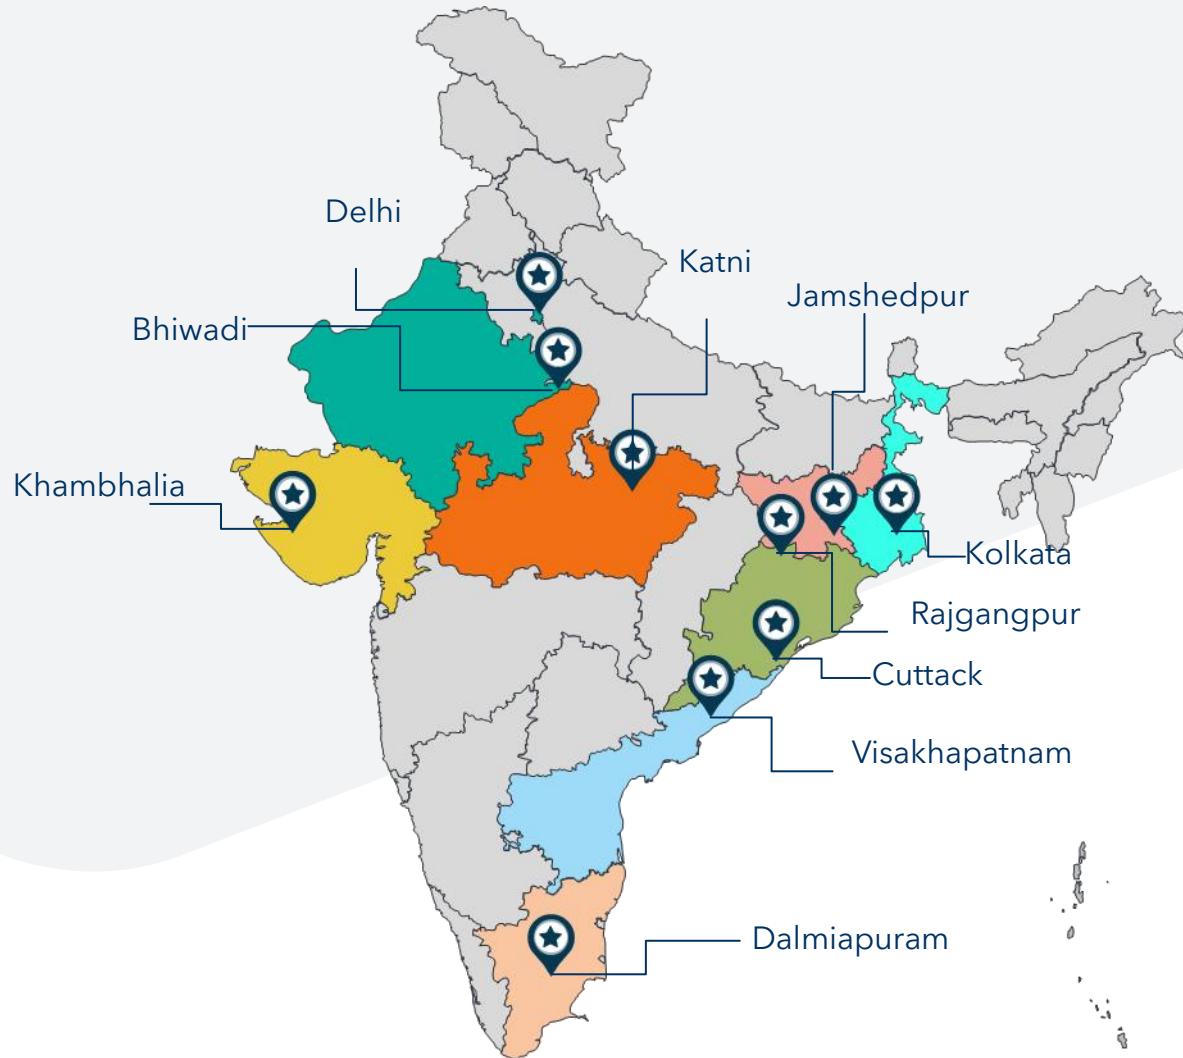 Delhi
Katni
Jamshedpur
Bhiwadi
Khambhalia
Kolkata
Rajgangpur
Cuttack
Visakhapatnam
Dalmiapuram